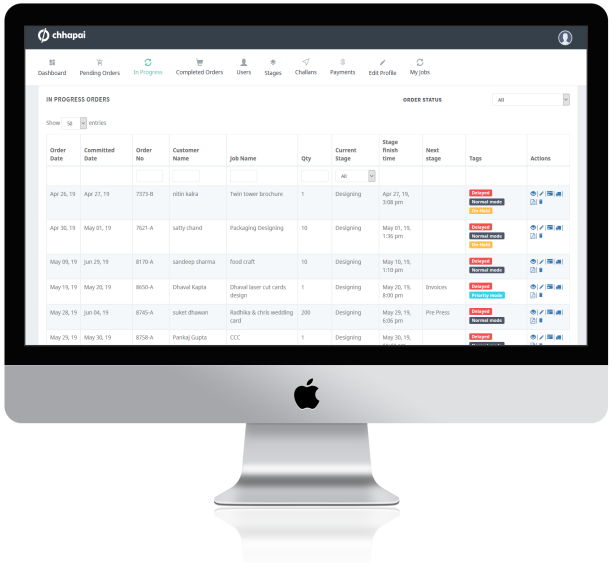 chhapai
Dashboard Pending Orders In Progress Completed Orders Users Stages Challans Payments Edit Profile My Jobs
IN PROGRESS ORDERS ORDER STATUS All
Show 50 entries
Order Date Committed Date Order No Customer Name Job Name Qty Current Stage Stage finish time Next stage Tags Actions
All
Apr 26, 19 Apr 27, 19 7373-B nitin kalra Twin tower brochure 1 Designing Apr 27, 19, 3:08 pm Delayed Normal mode On-Hold
Apr 30, 19 May 01, 19 7621-A satty chand Packaging Designing 10 Designing May 01, 19, 1:36 pm Delayed Normal mode On-Hold
May 09, 19 Jun 29, 19 8170-A sandeep sharma food craft 10 Designing May 10, 19, 1:10 pm Delayed Normal mode
May 19, 19 May 20, 19 8650-A Dhaval Kapta Dhaval laser cut cards design 1 Designing May 20, 19, 8:00 pm Invoices Delayed Priority mode
May 28, 19 Jun 04, 19 8745-A suket dhawan Radhika & chris wedding card 200 Designing May 29, 19, 6:06 pm Pre Press Delayed Normal mode
May 29, 19 May 30, 19 8758-A Pankaj Gupta CCC 1 Designing May 30, 19, Delayed